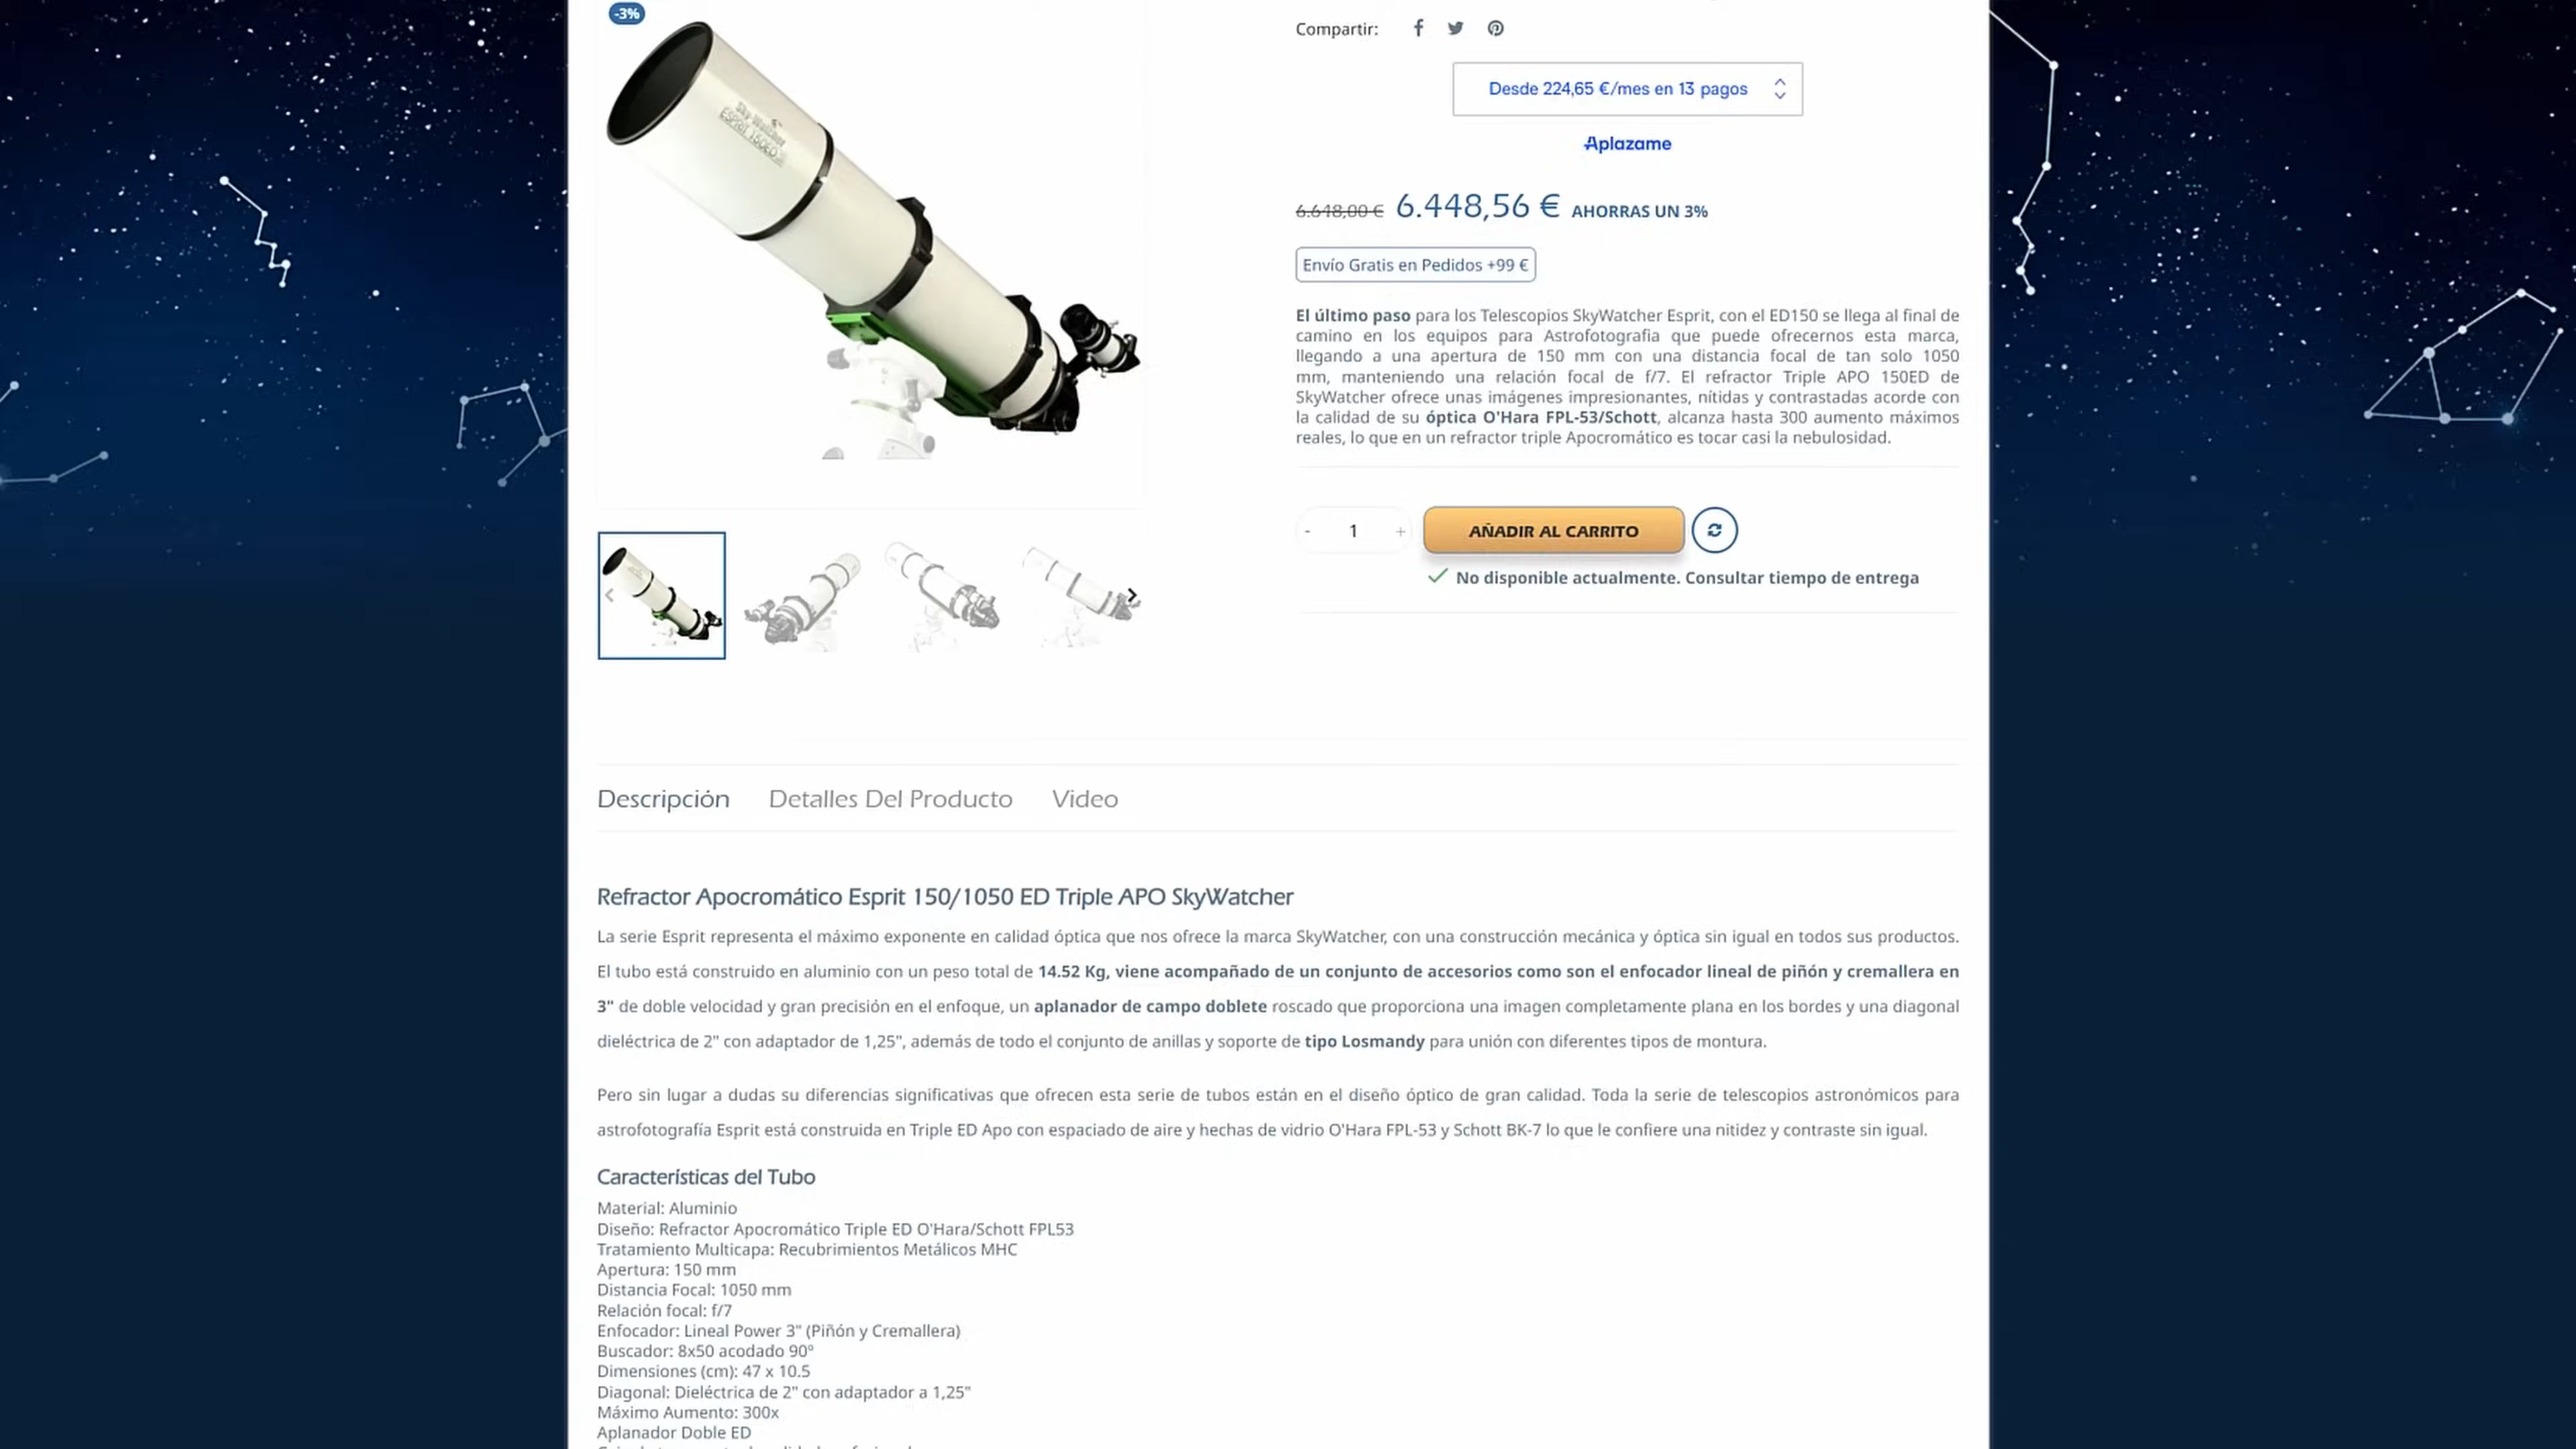 -3%
Sky-Watcher
ESPRIT 150ED
Compartir:
Desde 224,65 €/mes en 13 pagos
Aplazame
6.648,00 € 6.448,56 € AHORRAS UN 3%
Envío Gratis en Pedidos +99 €
El último paso para los Telescopios SkyWatcher Esprit, con el ED150 se llega al final de
camino en los equipos para Astrofotografia que puede ofrecernos esta marca,
llegando a una apertura de 150 mm con una distancia focal de tan solo 1050
mm, manteniendo una relación focal de f/7. El refractor Triple APO 150ED de
SkyWatcher ofrece unas imágenes impresionantes, nítidas y contrastadas acorde con
la calidad de su óptica O'Hara FPL-53/Schott, alcanza hasta 300 aumento máximos
reales, lo que en un refractor triple Apocromático es tocar casi la nebulosidad.
- 1 +
AÑADIR AL CARRITO
No disponible actualmente. Consultar tiempo de entrega
Descripción Detalles Del Producto Video
Refractor Apocromático Esprit 150/1050 ED Triple APO SkyWatcher
La serie Esprit representa el máximo exponente en calidad óptica que nos ofrece la marca SkyWatcher, con una construcción mecánica y óptica sin igual en todos sus productos.
El tubo está construido en aluminio con un peso total de 14.52 Kg, viene acompañado de un conjunto de accesorios como son el enfocador lineal de piñón y cremallera en
3" de doble velocidad y gran precisión en el enfoque, un aplanador de campo doblete roscado que proporciona una imagen completamente plana en los bordes y una diagonal
dieléctrica de 2" con adaptador de 1,25", además de todo el conjunto de anillas y soporte de tipo Losmandy para unión con diferentes tipos de montura.
Pero sin lugar a dudas su diferencias significativas que ofrecen esta serie de tubos están en el diseño óptico de gran calidad. Toda la serie de telescopios astronómicos para
astrofotografía Esprit está construida en Triple ED Apo con espaciado de aire y hechas de vidrio O'Hara FPL-53 y Schott BK-7 lo que le confiere una nitidez y contraste sin igual.
Características del Tubo
Material: Aluminio
Diseño: Refractor Apocromático Triple ED O'Hara/Schott FPL53
Tratamiento Multicapa: Recubrimientos Metálicos MHC
Apertura: 150 mm
Distancia Focal: 1050 mm
Relación focal: f/7
Enfocador: Lineal Power 3" (Piñón y Cremallera)
Buscador: 8x50 acodado 90º
Dimensiones (cm): 47 x 10.5
Diagonal: Dieléctrica de 2" con adaptador a 1,25"
Máximo Aumento: 300x
Aplanador Doble ED